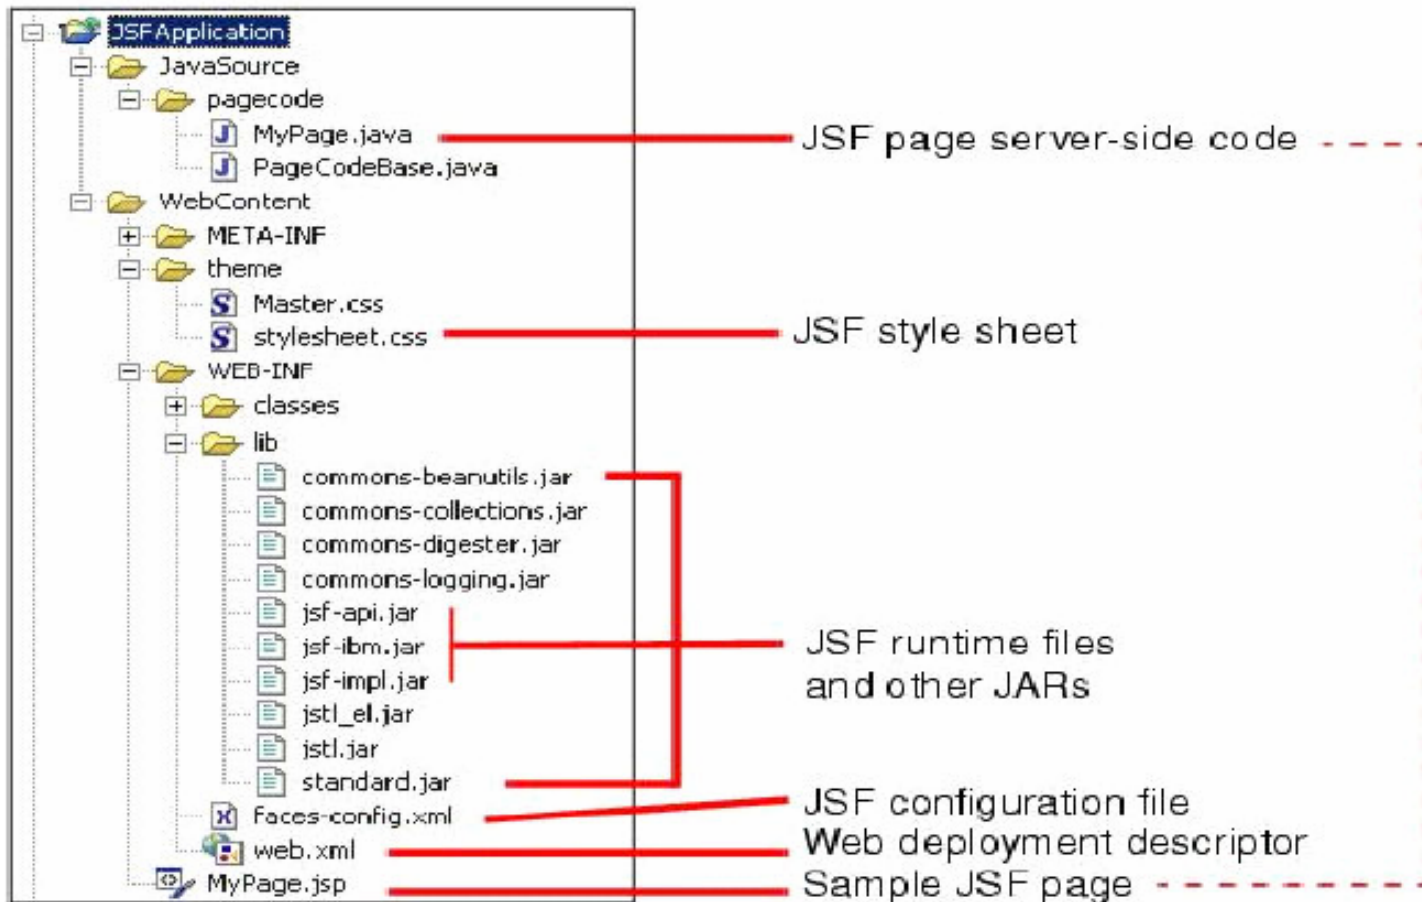 JSFApplication
JavaSource
pagecode
MyPage.java
JSF page server-side code
PageCodeBase.java
WebContent
META-INF
theme
Master.css
stylesheet.css
JSF style sheet
WEB-INF
classes
lib
commons-beanutils.jar
commons-collections.jar
commons-digester.jar
commons-logging.jar
jsf-api.jar
jsf-ibm.jar
JSF runtime files
jsf-impl.jar
and other JARs
jstl_el.jar
jstl.jar
standard.jar
faces-config.xml
JSF configuration file
web.xml
Web deployment descriptor
MyPage.jsp
Sample JSF page